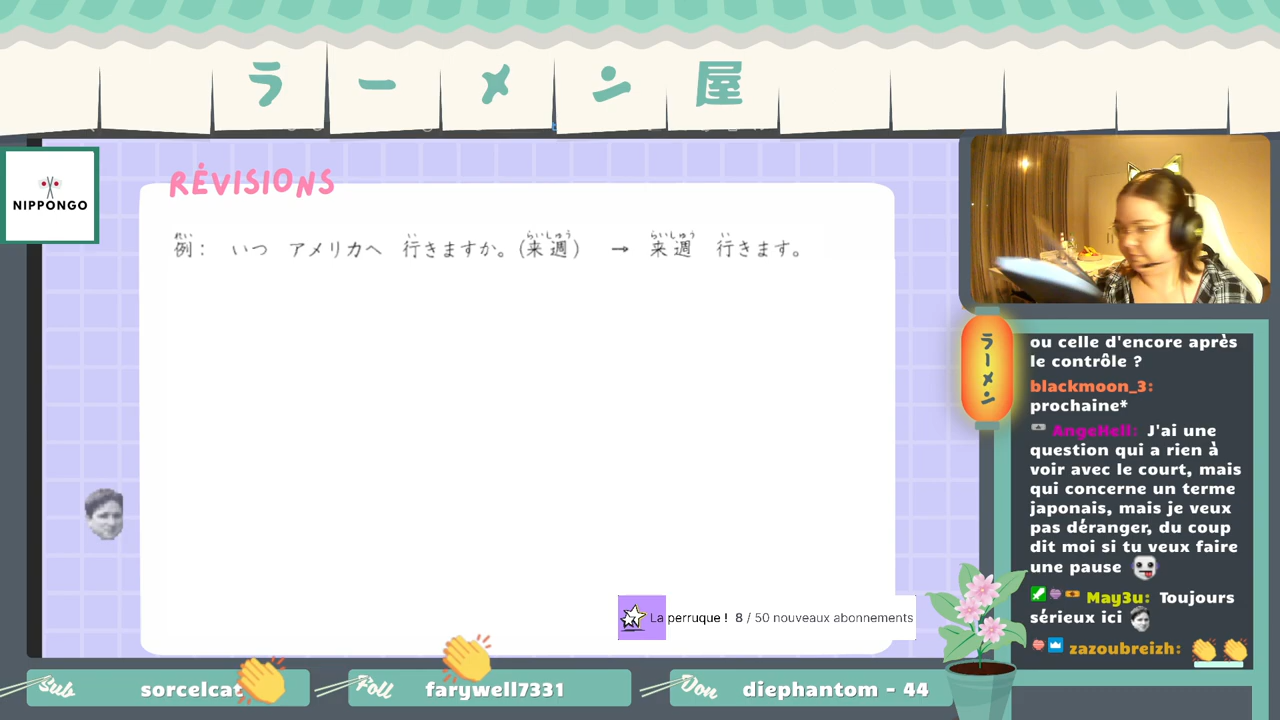 ラーメン屋
NIPPONGO
RÉVISIONS
例： いつ アメリカへ 行きますか。(来週) → 来週 行きます。
れい い らいしゅう らいしゅう い
ラーメン
ou celle d'encore après
le contrôle ?
blackmoon_3:
prochaine*
AngeHell: J'ai une
question qui a rien à
voir avec le court, mais
qui concerne un terme
japonais, mais je veux
pas déranger, du coup
dit moi si tu veux faire
une pause
May3u: Toujours
sérieux ici
zazoubreizh:
La perruque ! 8 / 50 nouveaux abonnements
Sub sorcelcat
Foll farywell7331
Don diephantom - 44